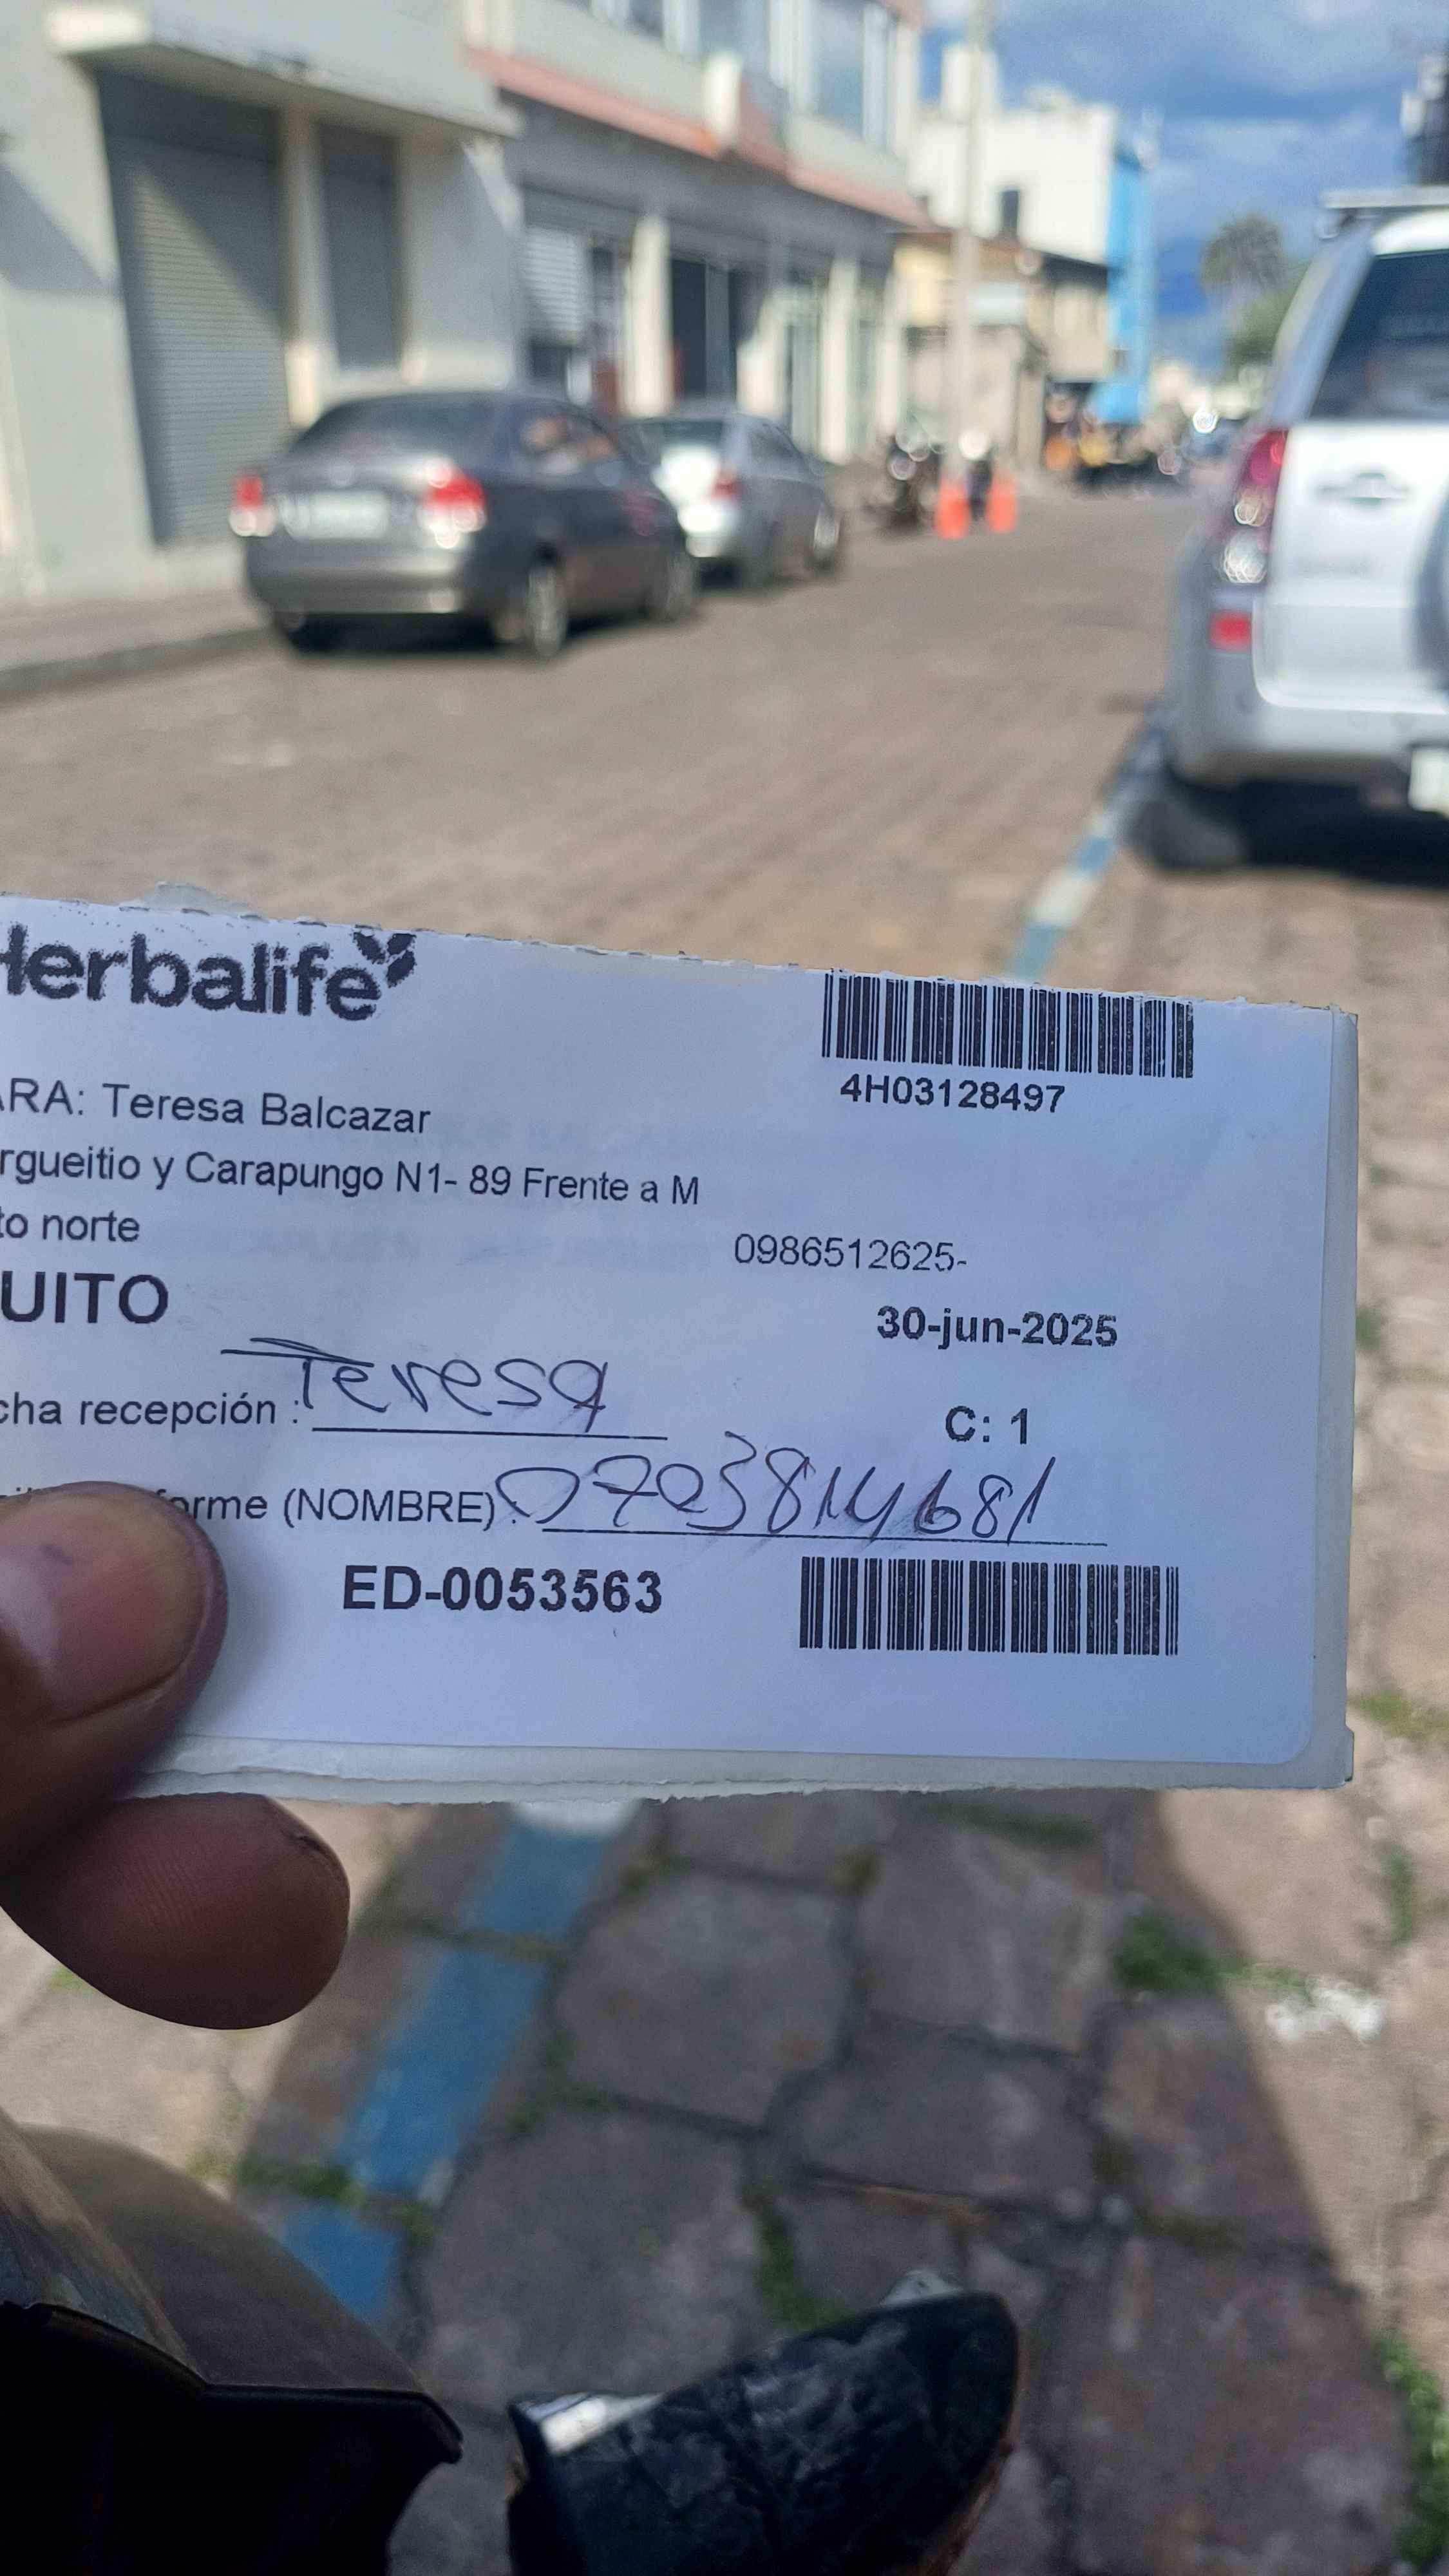 Herbalife
4H03128497
ARA: Teresa Balcazar
rgueitio y Carapungo N1- 89 Frente a M
to norte
0986512625-
UITO
30-jun-2025
cha recepción : Teresa
C: 1
forme (NOMBRE) : 0703814681
ED-0053563